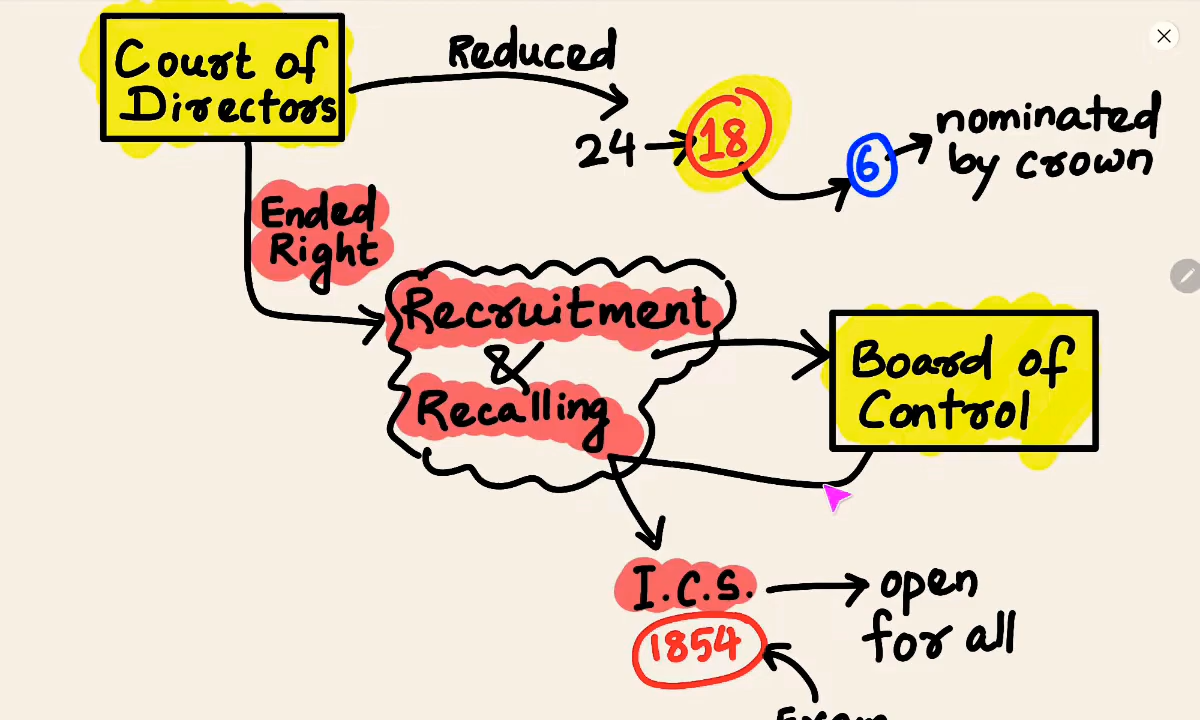 Court of
Directors
Reduced
24
18
6
nominated
by crown
Ended
Right
Recruitment
&
Recalling
Board of
Control
I.C.S.
open
for all
1854